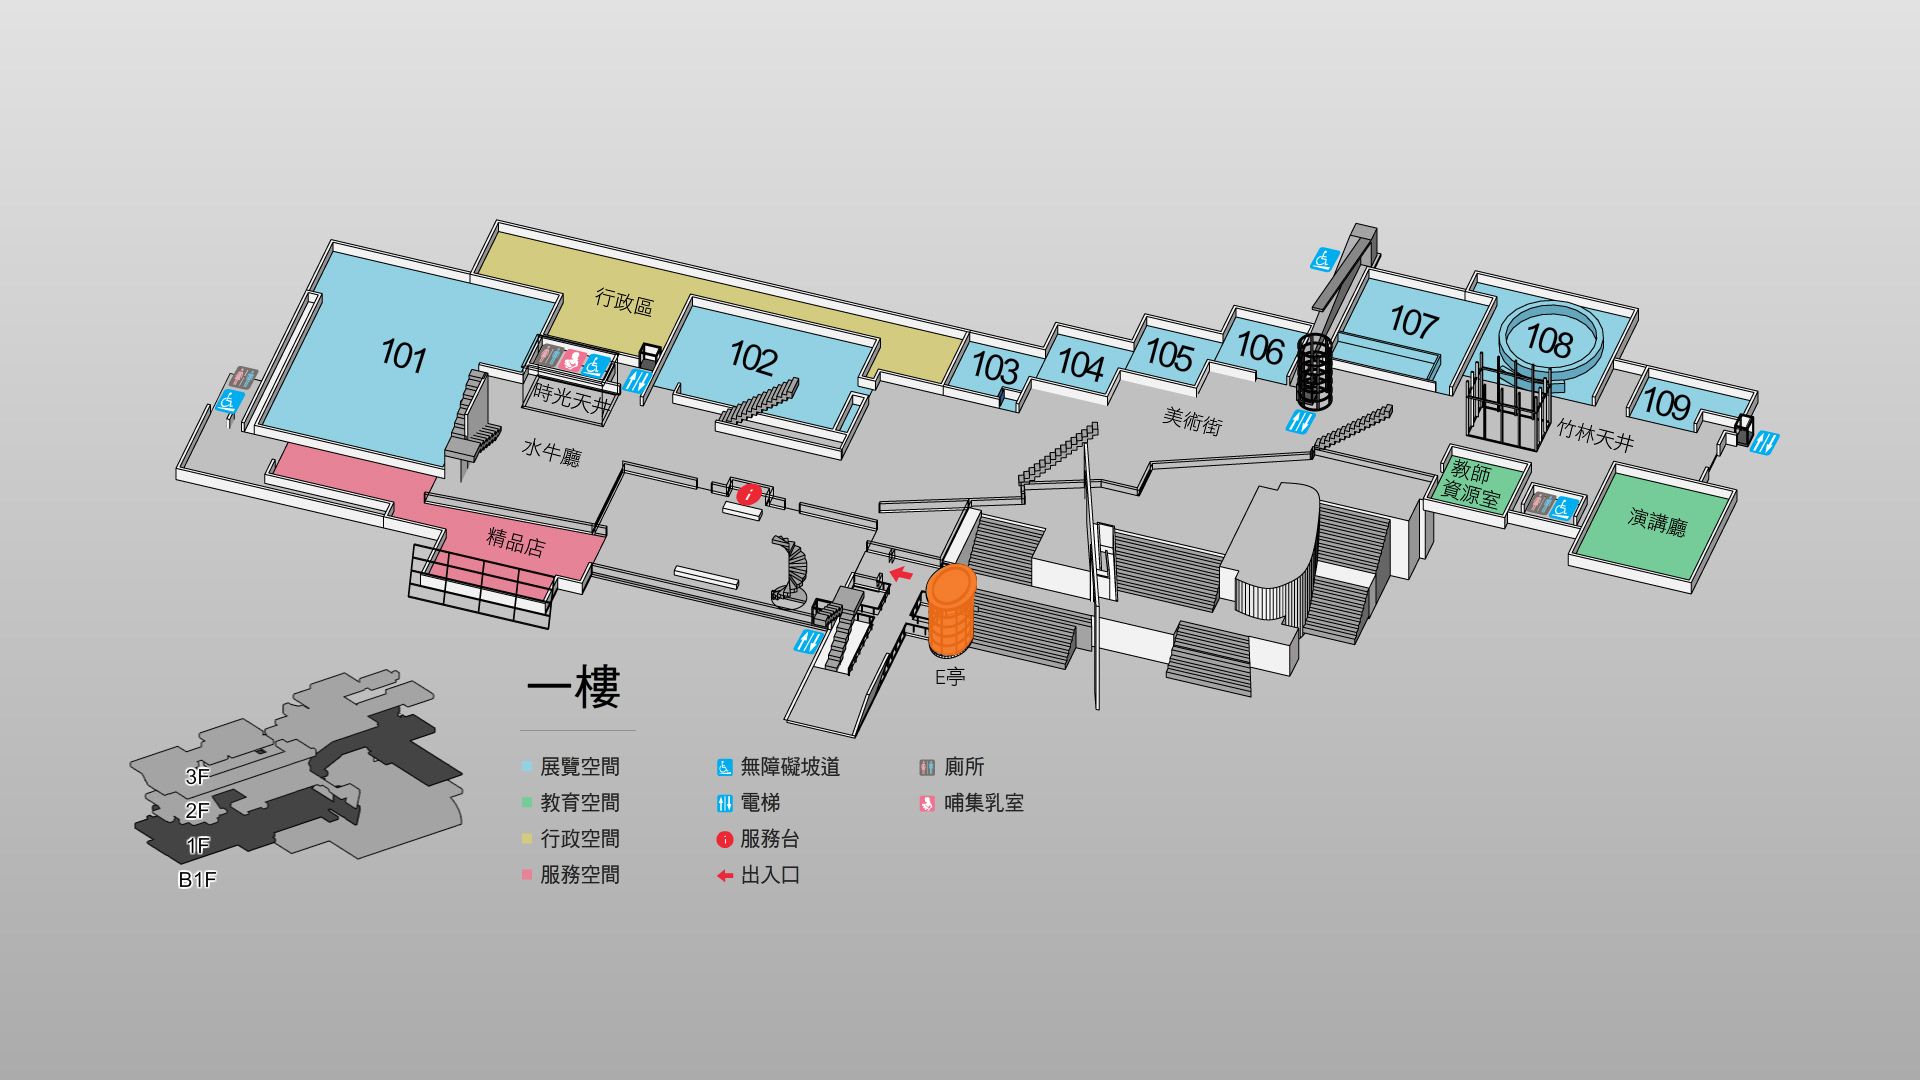 行政區
101
102
103
104
105
106
107
108
109
時光天井
水牛廳
美術街
竹林天井
教師
資源室
演講廳
精品店
E亭
一樓
3F
2F
1F
B1F
展覽空間
教育空間
行政空間
服務空間
無障礙坡道
電梯
服務台
出入口
廁所
哺集乳室